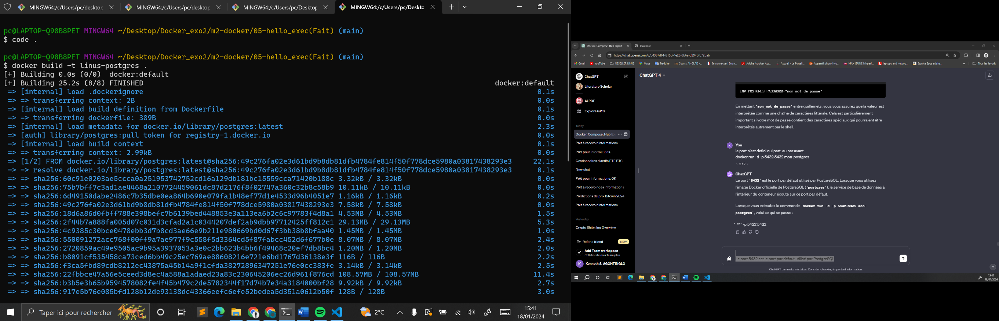 MINGW64:/c/Users/pc/desktop
MINGW64:/c/Users/pc/desktop
MINGW64:/c/Users/pc/Desktop
MINGW64:/c/Users/pc/Desktc
pc@LAPTOP-Q98B8PET MINGW64 ~/Desktop/Docker_exo2/m2-docker/05-hello_exec(Fait) (main)
$ code .
pc@LAPTOP-Q98B8PET MINGW64 ~/Desktop/Docker_exo2/m2-docker/05-hello_exec(Fait) (main)
$ docker build -t linus-postgres .
[+] Building 0.0s (0/0)  docker:default
[+] Building 25.2s (8/8) FINISHED docker:default
=> [internal] load .dockerignore 0.1s
=> => transferring context: 2B 0.0s
=> [internal] load build definition from Dockerfile 0.1s
=> => transferring dockerfile: 389B 0.0s
=> [internal] load metadata for docker.io/library/postgres:latest 2.3s
=> [auth] library/postgres:pull token for registry-1.docker.io 0.0s
=> [internal] load build context 0.1s
=> => transferring context: 2.99kB 0.0s
=> [1/2] FROM docker.io/library/postgres:latest@sha256:49c276fa02e3d61bd9b8db81dfb4784fe814f50f778dce5980a03817438293e3 22.1s
=> => resolve docker.io/library/postgres:latest@sha256:49c276fa02e3d61bd9b8db81dfb4784fe814f50f778dce5980a03817438293e3 0.1s
=> => sha256:60c91e0203ae5ccca0a251953742752cd16a129db181bc15559cca71420b188c 3.32kB / 3.32kB 0.0s
=> => sha256:75b7bff7c3ad1ae4468a2107724459061dc87d2176f8f02747a360c32b8c58b9 10.11kB / 10.11kB 0.0s
=> => sha256:6d49150dabe2486c7b35dbe0ea864b690e079fa1b48ef77d1e4533d96b4051e7 1.16kB / 1.16kB 0.2s
=> => sha256:49c276fa02e3d61bd9b8db81dfb4784fe814f50f778dce5980a03817438293e3 7.58kB / 7.58kB 0.0s
=> => sha256:18d6a86d0fbff788e398befc7b6139bed448853e3a113ea6b2c6c97783f4d8a1 4.53MB / 4.53MB 1.5s
=> => sha256:2f44b7a888fa005d07c031d3cfad2a1c0344207def2ab9dbb97712425ff812c1 29.13MB / 29.13MB 5.3s
=> => sha256:4c9385c30bce0478ebb3d7b8cd3ae66e9b211e980669bd0d67f3bb38b8bfaa40 1.45MB / 1.45MB 1.0s
=> => sha256:550091272acc768f00ff9a7ae977f9c558f5d3364cd5f87fabcc452d6f677b0e 8.07MB / 8.07MB 2.4s
=> => sha256:2720859ac49e9505ac9b95a3937053a3e0c2bb623b4bb6f49468c20ef7db8bc4 1.20MB / 1.20MB 2.0s
=> => sha256:b8091cf535458ca73ced6bb49c25ec769ae88608216e721e6bd1767d36138e3f 116B / 116B 2.2s
=> => sha256:f3ca5fbd89cdb8212ec43875a45b14a9f1cfda38272896347251e76e0cc383fe 3.14kB / 3.14kB 2.5s
=> => sha256:22fbbce47a56e5ceed3d8ec4a588a1adaed23a83c230645206ec26d961f876cd 108.57MB / 108.57MB 11.4s
=> => sha256:b3b5e3b65b9594578082fe4f45b479c2de5782344f17d74b7e34a3184000bf28 9.92kB / 9.92kB 2.7s
=> => sha256:917e5b76e085bfd128b12de93138dc43366eefc6efe52bedea5d351a0612b50f 128B / 128B 3.0s
Taper ici pour rechercher
2°C
15:41
18/01/2024
Docker, Compose, Hub Expert
localhost
https://chat.openai.com/c/b4387d61-915d-4e25-9b6e-d294bfb72bab
Gmail
YouTube
RESELLER LINUS
Maps
Traduire
Cours : ANGLAIS -...
Se connecter | Étran...
Adobe Acrobat Acc...
Accueil - Le Portail...
Appareil photo Hyb...
MAX JEUNE Migrati...
laptops and netboo...
Stynice 2pcs eclaira...
Tous les favoris
ChatGPT
Literature Scholar
Ai PDF
Explore GPTs
Today
Docker, Compose, Hub Ex
Prêt à recevoir informations
Prêt pour informations.
Gestionnaires d'actifs ETF BTC
New chat
Prêt pour informations, OK
Prêt à recevoir des informations
Prédictions de prix Bitcoin 2024
Prêt à recevoir informations
Yesterday
Crypto Shiba Inu Overview
Refer a friend NEW
Add Team workspace
Collaborate on a Team plan
K Kenneth S. AGONTINGLO
ChatGPT 4
ENV POSTGRES_PASSWORD="mon_mot_de_passe"
En mettant `mon_mot_de_passe` entre guillemets, vous vous assurez que la valeur est
interprétée comme une chaîne de caractères littérale. Cela est particulièrement
important si votre mot de passe contient des caractères spéciaux qui pourraient être
interprétés autrement par le shell.
K You
le port n'est defini nul part  au par avant
docker run -d -p 5432:5432 mon-postgres
2 / 2
ChatGPT
Le port `5432` est le port par défaut utilisé par PostgreSQL. Lorsque vous utilisez
l'image Docker officielle de PostgreSQL (`postgres`), le service de base de données à
l'intérieur du conteneur écoute sur ce port par défaut.
Lorsque vous exécutez la commande `docker run -d -p 5432:5432 mon-
postgres`, voici ce qui se passe :
• **`-p 5432:5432
Le port 5432 est le port par défaut utilisé par PostgreSQL
ChatGPT can make mistakes. Consider checking important information.
?
15:41
18/01/2024